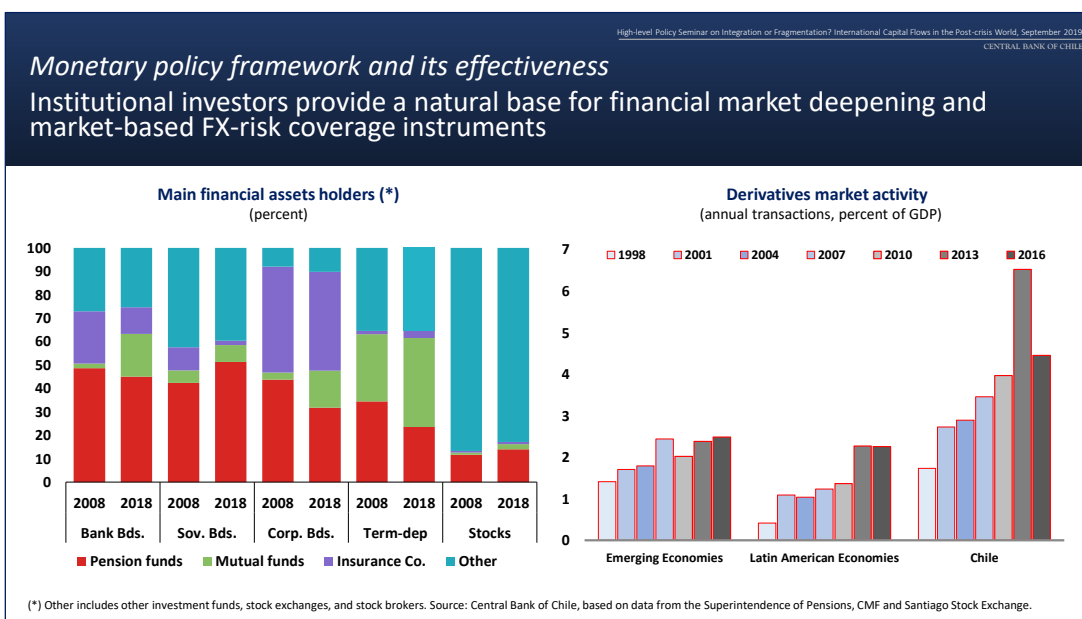 High-level Policy Seminar on Integration or Fragmentation? International Capital Flows in the Post-crisis World, September 2019
CENTRAL BANK OF CHILE
Monetary policy framework and its effectiveness
Institutional investors provide a natural base for financial market deepening and
market-based FX-risk coverage instruments
Main financial assets holders (*)
(percent)
100
90
80
70
60
50
40
30
20
10
0
2008 2018 2008 2018 2008 2018 2008 2018 2008 2018
Bank Bds. Sov. Bds. Corp. Bds. Term-dep Stocks
Pension funds Mutual funds Insurance Co. Other
Derivatives market activity
(annual transactions, percent of GDP)
1998 2001 2004 2007 2010 2013 2016
7
6
5
4
3
2
1
0
Emerging Economies Latin American Economies Chile
(*) Other includes other investment funds, stock exchanges, and stock brokers. Source: Central Bank of Chile, based on data from the Superintendence of Pensions, CMF and Santiago Stock Exchange.